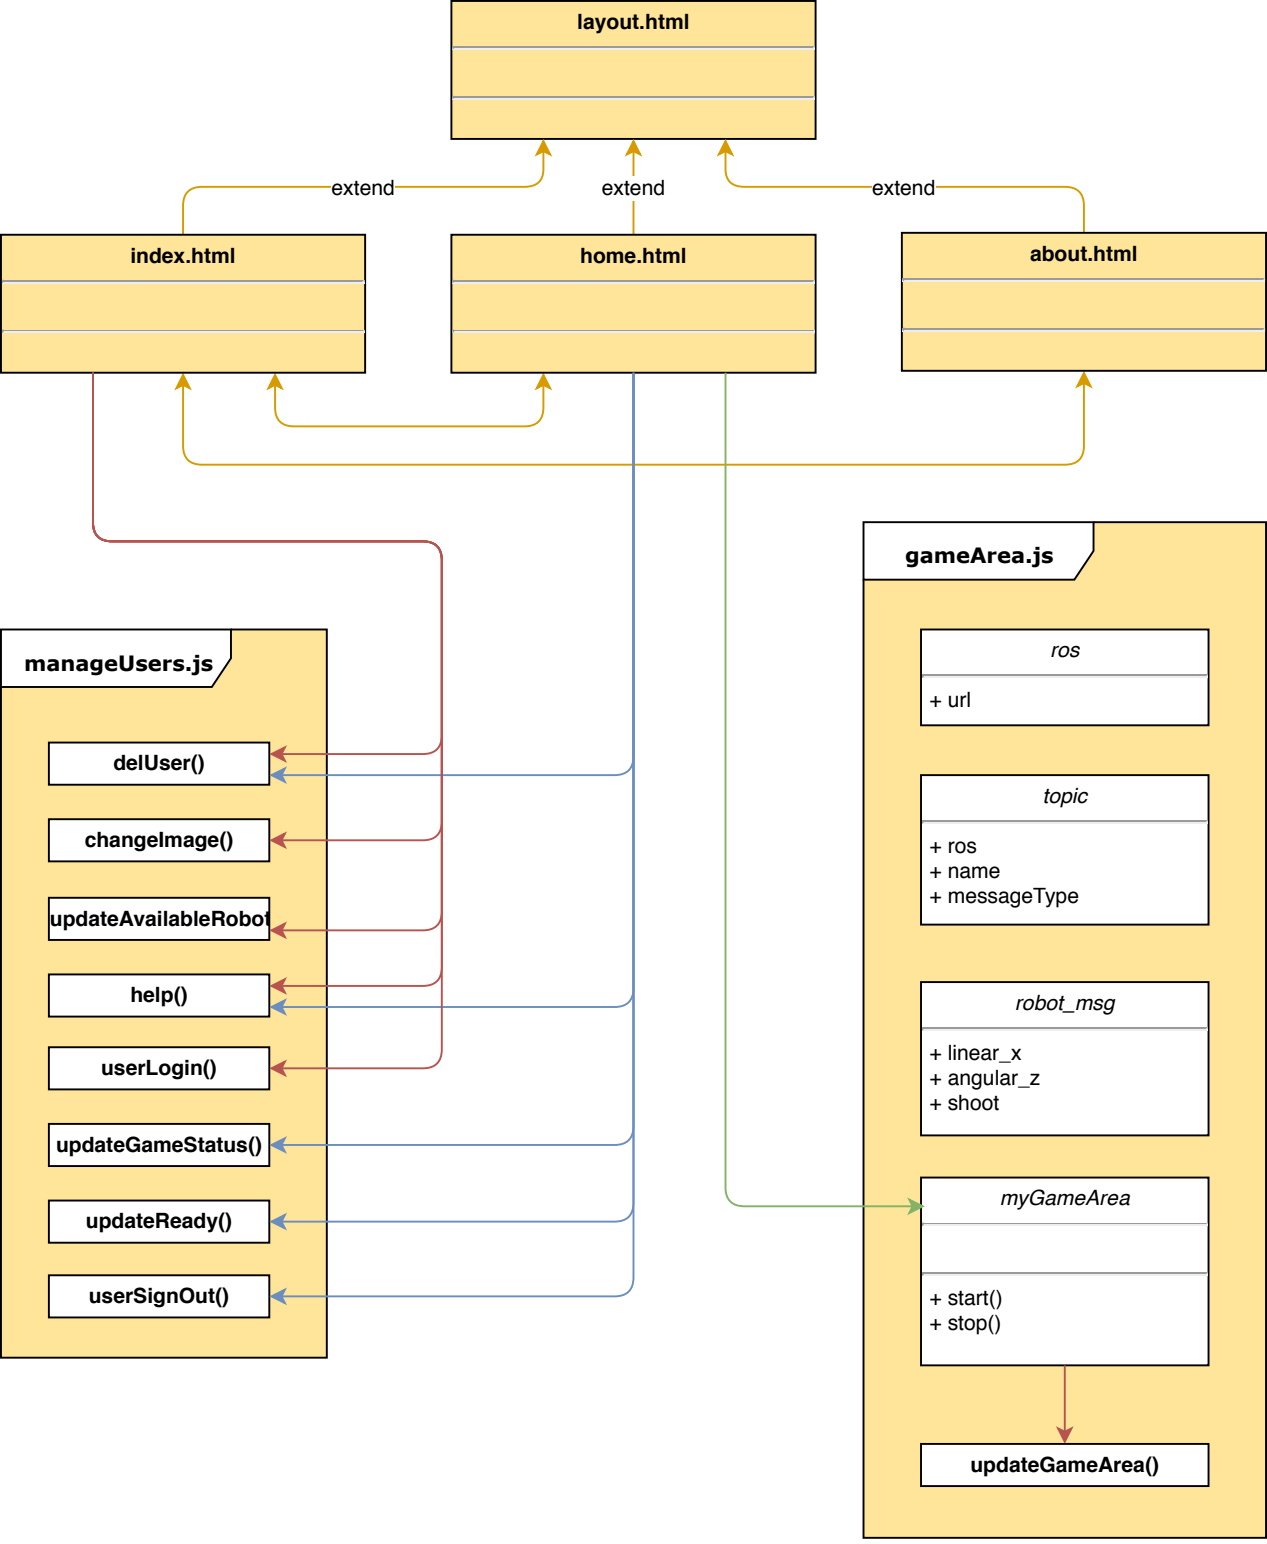 layout.html
extend
extend
extend
index.html
home.html
about.html
gameArea.js
ros
+ url
topic
+ ros
+ name
+ messageType
robot_msg
+ linear_x
+ angular_z
+ shoot
myGameArea
+ start()
+ stop()
updateGameArea()
manageUsers.js
delUser()
changeImage()
updateAvailableRobot
help()
userLogin()
updateGameStatus()
updateReady()
userSignOut()